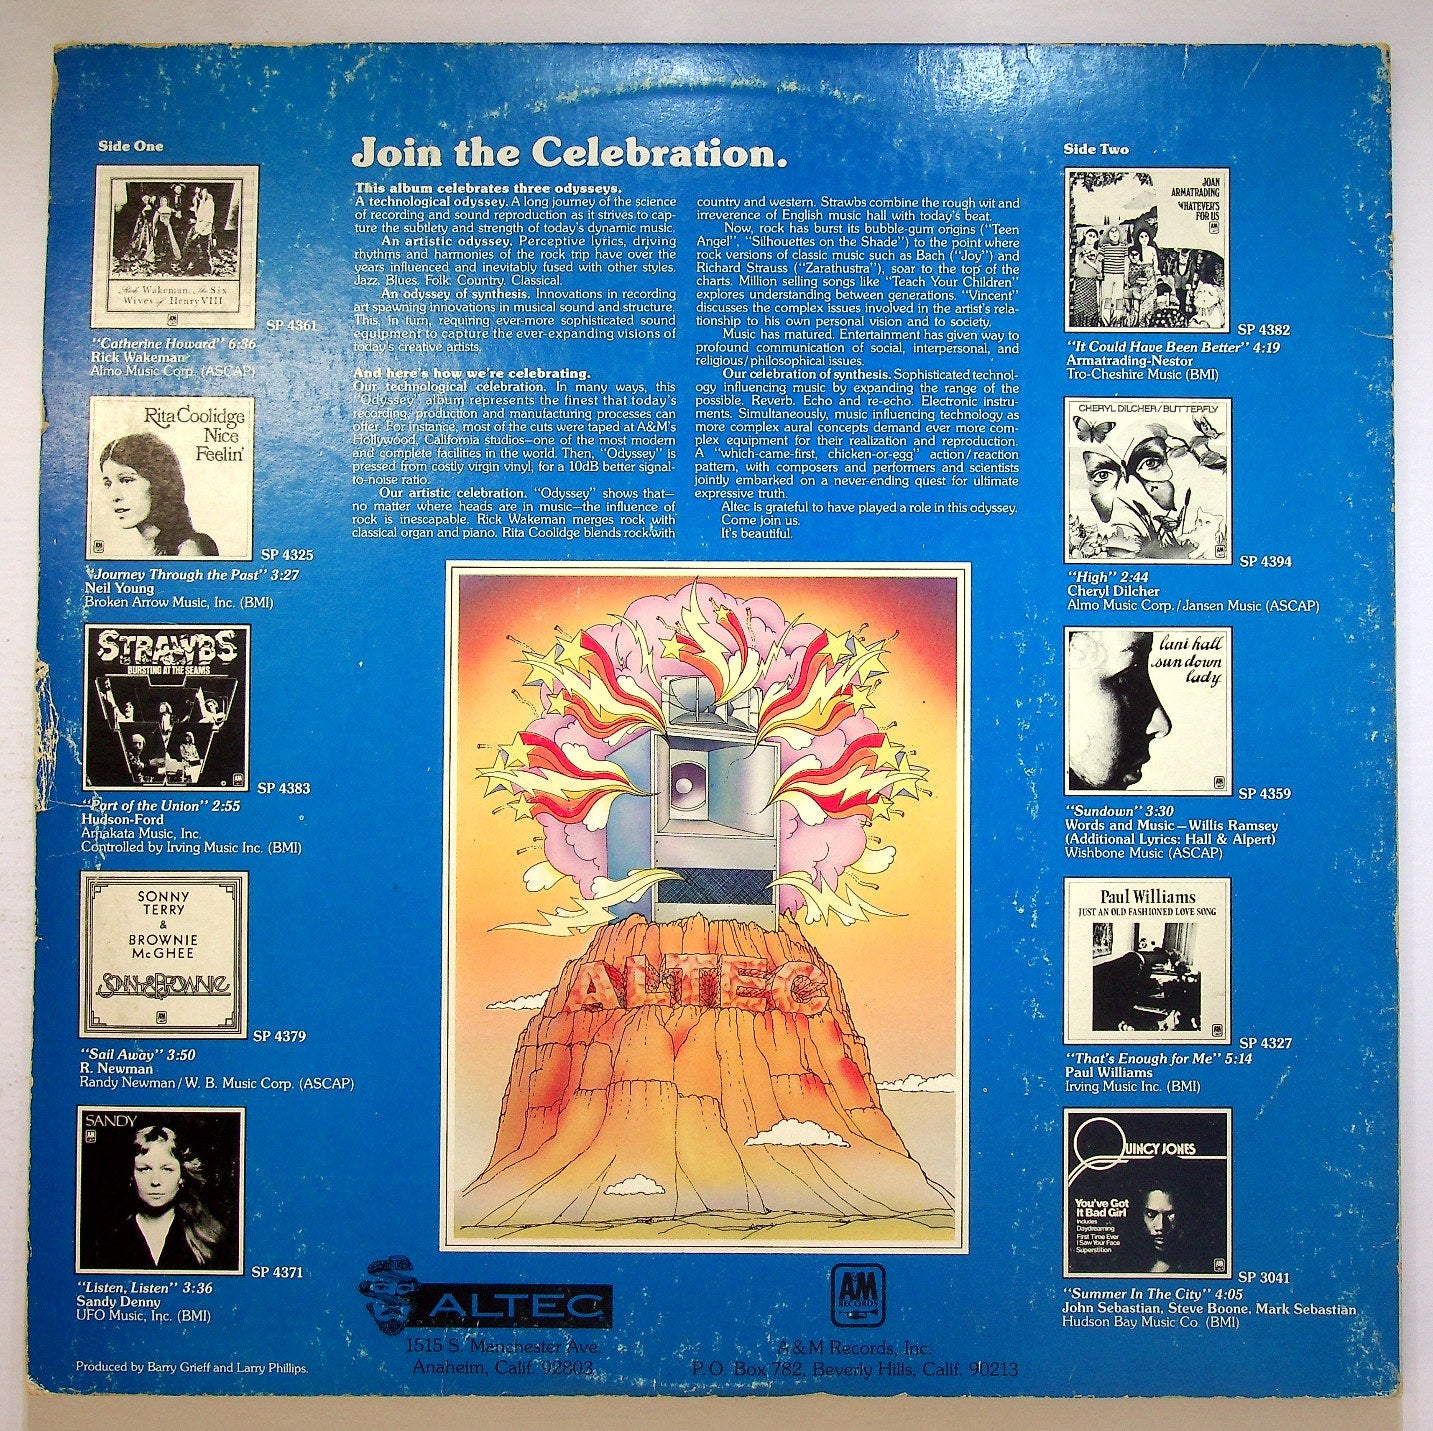 Side One
Rick Wakeman. The Six
Wives of Henry VIII
A&M
SP 4361
"Catherine Howard" 6:36
Rick Wakeman
Almo Music Corp. (ASCAP)
Rita Coolidge
Nice
Feelin'
A&M
SP 4325
"Journey Through the Past" 3:27
Neil Young
Broken Arrow Music, Inc. (BMI)
STRAWBS
BURSTING AT THE SEAMS
A&M
SP 4383
"Part of the Union" 2:55
Hudson-Ford
Arnakata Music, Inc.
Controlled by Irving Music Inc. (BMI)
SONNY
TERRY
&
BROWNIE
McGHEE
SONNY & BROWNIE
A&M
SP 4379
"Sail Away" 3:50
R. Newman
Randy Newman/W. B. Music Corp. (ASCAP)
SANDY
A&M
SP 4371
"Listen, Listen" 3:36
Sandy Denny
UFO Music, Inc. (BMI)
Produced by Barry Grieff and Larry Phillips.
Join the Celebration.
This album celebrates three odysseys.
A technological odyssey. A long journey of the science
of recording and sound reproduction as it strives to cap-
ture the subtlety and strength of today's dynamic music.
An artistic odyssey. Perceptive lyrics, driving
rhythms and harmonies of the rock trip have over the
years influenced and inevitably fused with other styles.
Jazz. Blues. Folk. Country. Classical.
An odyssey of synthesis. Innovations in recording
art spawning innovations in musical sound and structure.
This, in turn, requiring ever-more sophisticated sound
equipment to capture the ever-expanding visions of
today's creative artists.
And here's how we're celebrating.
Our technological celebration. In many ways, this
"Odyssey" album represents the finest that today's
recording, production and manufacturing processes can
offer. For instance, most of the cuts were taped at A&M's
Hollywood, California studios—one of the most modern
and complete facilities in the world. Then, "Odyssey" is
pressed from costly virgin vinyl, for a 10dB better signal-
to-noise ratio.
Our artistic celebration. "Odyssey" shows that—
no matter where heads are in music—the influence of
rock is inescapable. Rick Wakeman merges rock with
classical organ and piano. Rita Coolidge blends rock with
country and western. Strawbs combine the rough wit and
irreverence of English music hall with today's beat.
Now, rock has burst its bubble-gum origins ("Teen
Angel", "Silhouettes on the Shade") to the point where
rock versions of classic music such as Bach ("Joy") and
Richard Strauss ("Zarathustra"), soar to the top of the
charts. Million selling songs like "Teach Your Children"
explores understanding between generations. "Vincent"
discusses the complex issues involved in the artist's rela-
tionship to his own personal vision and to society.
Music has matured. Entertainment has given way to
profound communication of social, interpersonal, and
religious/philosophical issues.
Our celebration of synthesis. Sophisticated technol-
ogy influencing music by expanding the range of the
possible. Reverb. Echo and re-echo. Electronic instru-
ments. Simultaneously, music influencing technology as
more complex aural concepts demand ever more com-
plex equipment for their realization and reproduction.
A "which-came-first, chicken-or-egg" action/reaction
pattern, with composers and performers and scientists
jointly embarked on a never-ending quest for ultimate
expressive truth.
Altec is grateful to have played a role in this odyssey.
Come join us.
It's beautiful.
ALTEC
ALTEC
1515 S. Manchester Ave.
Anaheim, Calif. 92803
A&M
RECORDS
A&M Records, Inc.
P.O. Box 782, Beverly Hills, Calif. 90213
Side Two
JOAN
ARMATRADING
WHATEVER'S
FOR US
A&M
SP 4382
"It Could Have Been Better" 4:19
Armatrading-Nestor
Tro-Cheshire Music (BMI)
CHERYL DILCHER/BUTTERFLY
A&M
SP 4394
"High" 2:44
Cheryl Dilcher
Almo Music Corp./Jansen Music (ASCAP)
lani hall
sun down
lady
A&M
SP 4359
"Sundown" 3:30
Words and Music—Willis Ramsey
(Additional Lyrics: Hall & Alpert)
Wishbone Music (ASCAP)
Paul Williams
JUST AN OLD FASHIONED LOVE SONG
A&M
SP 4327
"That's Enough for Me" 5:14
Paul Williams
Irving Music Inc. (BMI)
QUINCY JONES
You've Got
It Bad Girl
Includes
Daydreaming
First Time Ever
I Saw Your Face
Superstition
A&M
SP 3041
"Summer In The City" 4:05
John Sebastian, Steve Boone, Mark Sebastian
Hudson Bay Music Co. (BMI)